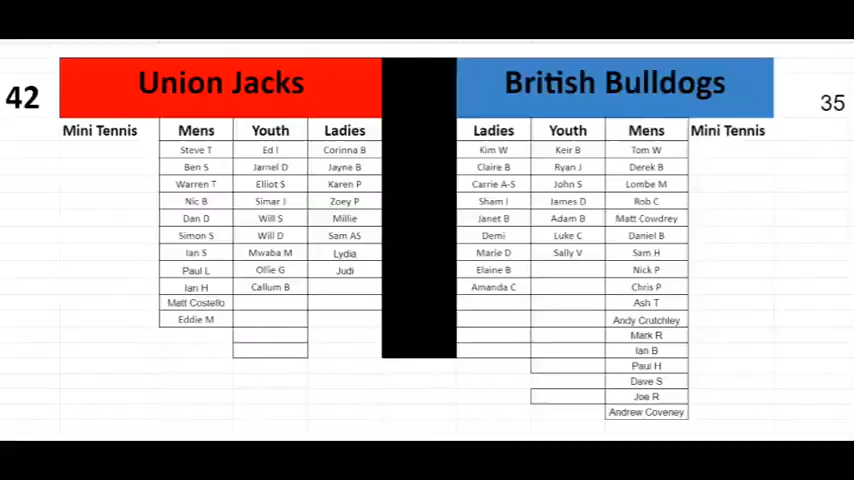 42 Union Jacks British Bulldogs 35
Mini Tennis Mens Youth Ladies Ladies Youth Mens Mini Tennis
Steve T Ed I Corinna B Kim W Keir B Tom W
Ben S Jarnel D Jayne B Claire B Ryan J Derek B
Warren T Elliot S Karen P Carrie A-S John S Lombe M
Nic B Simar J Zoey P Sham I James D Rob C
Dan D Will S Millie Janet B Adam B Matt Cowdrey
Simon S Will D Sam AS Demi Luke C Daniel B
Ian S Mwaba M Lydia Marie D Sally V Sam H
Paul L Ollie G Judi Elaine B Nick P
Ian H Callum B Amanda C Chris P
Matt Costello Ash T
Eddie M Andy Crutchley
Mark R
Ian B
Paul H
Dave S
Joe R
Andrew Coveney